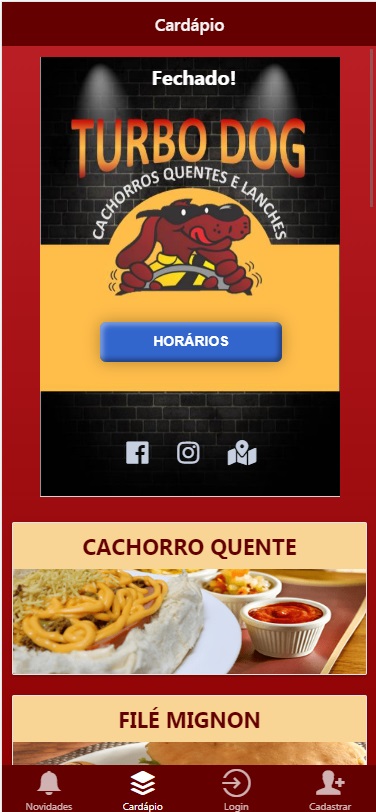 Cardápio
Fechado!
TURBO DOG
CACHORROS QUENTES E LANCHES
HORÁRIOS
CACHORRO QUENTE
FILÉ MIGNON
Novidades Cardápio Login Cadastrar